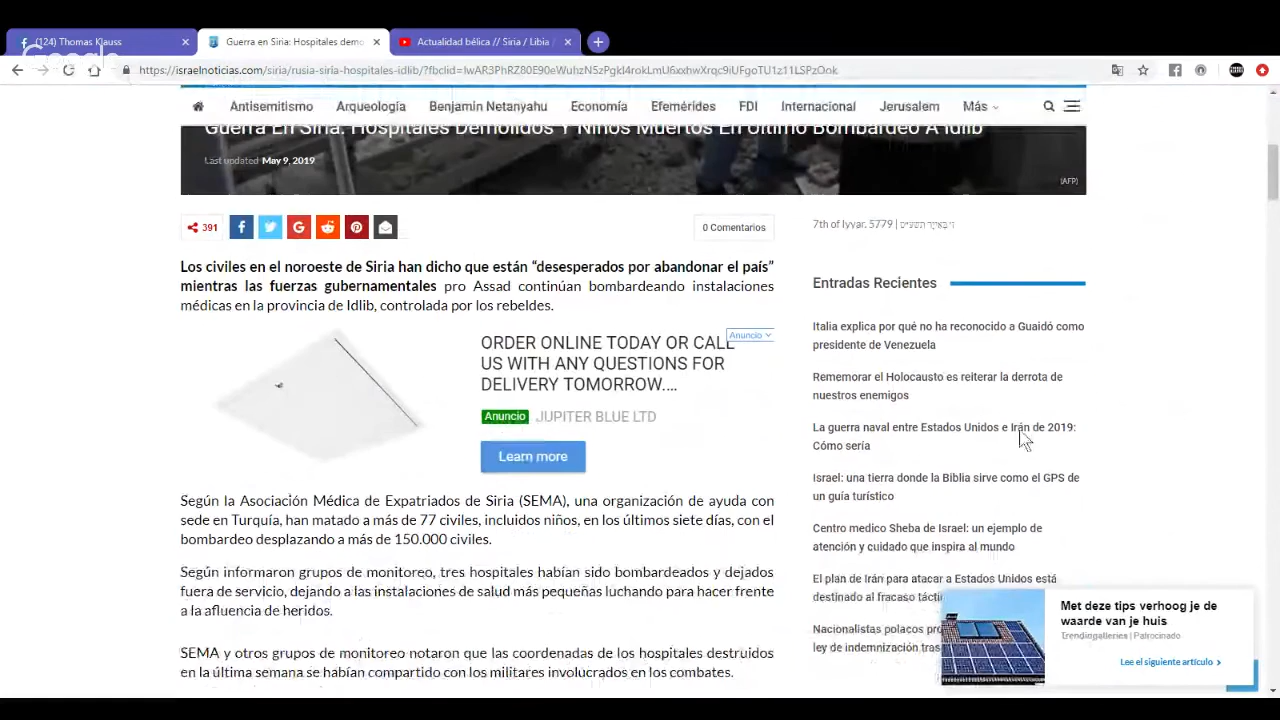 (124) Thomas Klauss
Guerra en Siria: Hospitales demo
Actualidad bélica // Siria / Libia /
Google
https://israelnoticias.com/siria/rusia-siria-hospitales-idlib/?fbclid=IwAR3PhRZ80E90eWuhzN5zPgkl4rokLmU6xxhwXrqc9iUFgoTU1z11LSPzOnk
Antisemitismo Arqueología Benjamin Netanyahu Economía Efemérides FDI Internacional Jerusalem Más
Guerra En Siria: Hospitales Demolidos Y Niños Muertos En Último Bombardeo A Idlib
Last updated May 9, 2019
(AFP)
391
0 Comentarios
Los civiles en el noroeste de Siria han dicho que están “desesperados por abandonar el país”
mientras las fuerzas gubernamentales pro Assad continúan bombardeando instalaciones
médicas en la provincia de Idlib, controlada por los rebeldes.
Anuncio
ORDER ONLINE TODAY OR CALL
US WITH ANY QUESTIONS FOR
DELIVERY TOMORROW....
Anuncio JUPITER BLUE LTD
Learn more
Según la Asociación Médica de Expatriados de Siria (SEMA), una organización de ayuda con
sede en Turquía, han matado a más de 77 civiles, incluidos niños, en los últimos siete días, con el
bombardeo desplazando a más de 150.000 civiles.
Según informaron grupos de monitoreo, tres hospitales habían sido bombardeados y dejados
fuera de servicio, dejando a las instalaciones de salud más pequeñas luchando para hacer frente
a la afluencia de heridos.
SEMA y otros grupos de monitoreo notaron que las coordenadas de los hospitales destruidos
en la última semana se habían compartido con los militares involucrados en los combates.
7th of Iyyar, 5779 | ז׳ באייר תשע״ט
Entradas Recientes
Italia explica por qué no ha reconocido a Guaidó como
presidente de Venezuela
Rememorar el Holocausto es reiterar la derrota de
nuestros enemigos
La guerra naval entre Estados Unidos e Irán de 2019:
Cómo sería
Israel: una tierra donde la Biblia sirve como el GPS de
un guía turístico
Centro medico Sheba de Israel: un ejemplo de
atención y cuidado que inspira al mundo
El plan de Irán para atacar a Estados Unidos está
destinado al fracaso
Nacionalistas polacos
ley de indemnización
Met deze tips verhoog je de
waarde van je huis
Trendingalleries | Patrocinado
Lee el siguiente artículo